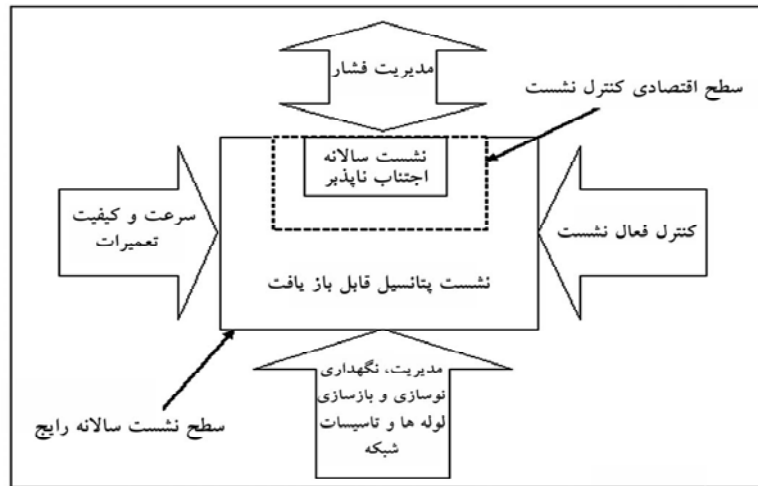 مدیریت فشار
سطح اقتصادی کنترل نشست
نشست سالانه
اجتناب ناپذبر
سرعت و کیفیت
تعمیرات
کنترل فعال نشست
نشست پتانسیل قابل باز یافت
مدیریت، نگهداری
نوسازی و بازسازی
لوله ها و تاسیسات
شبکه
سطح نشست سالانه رایج